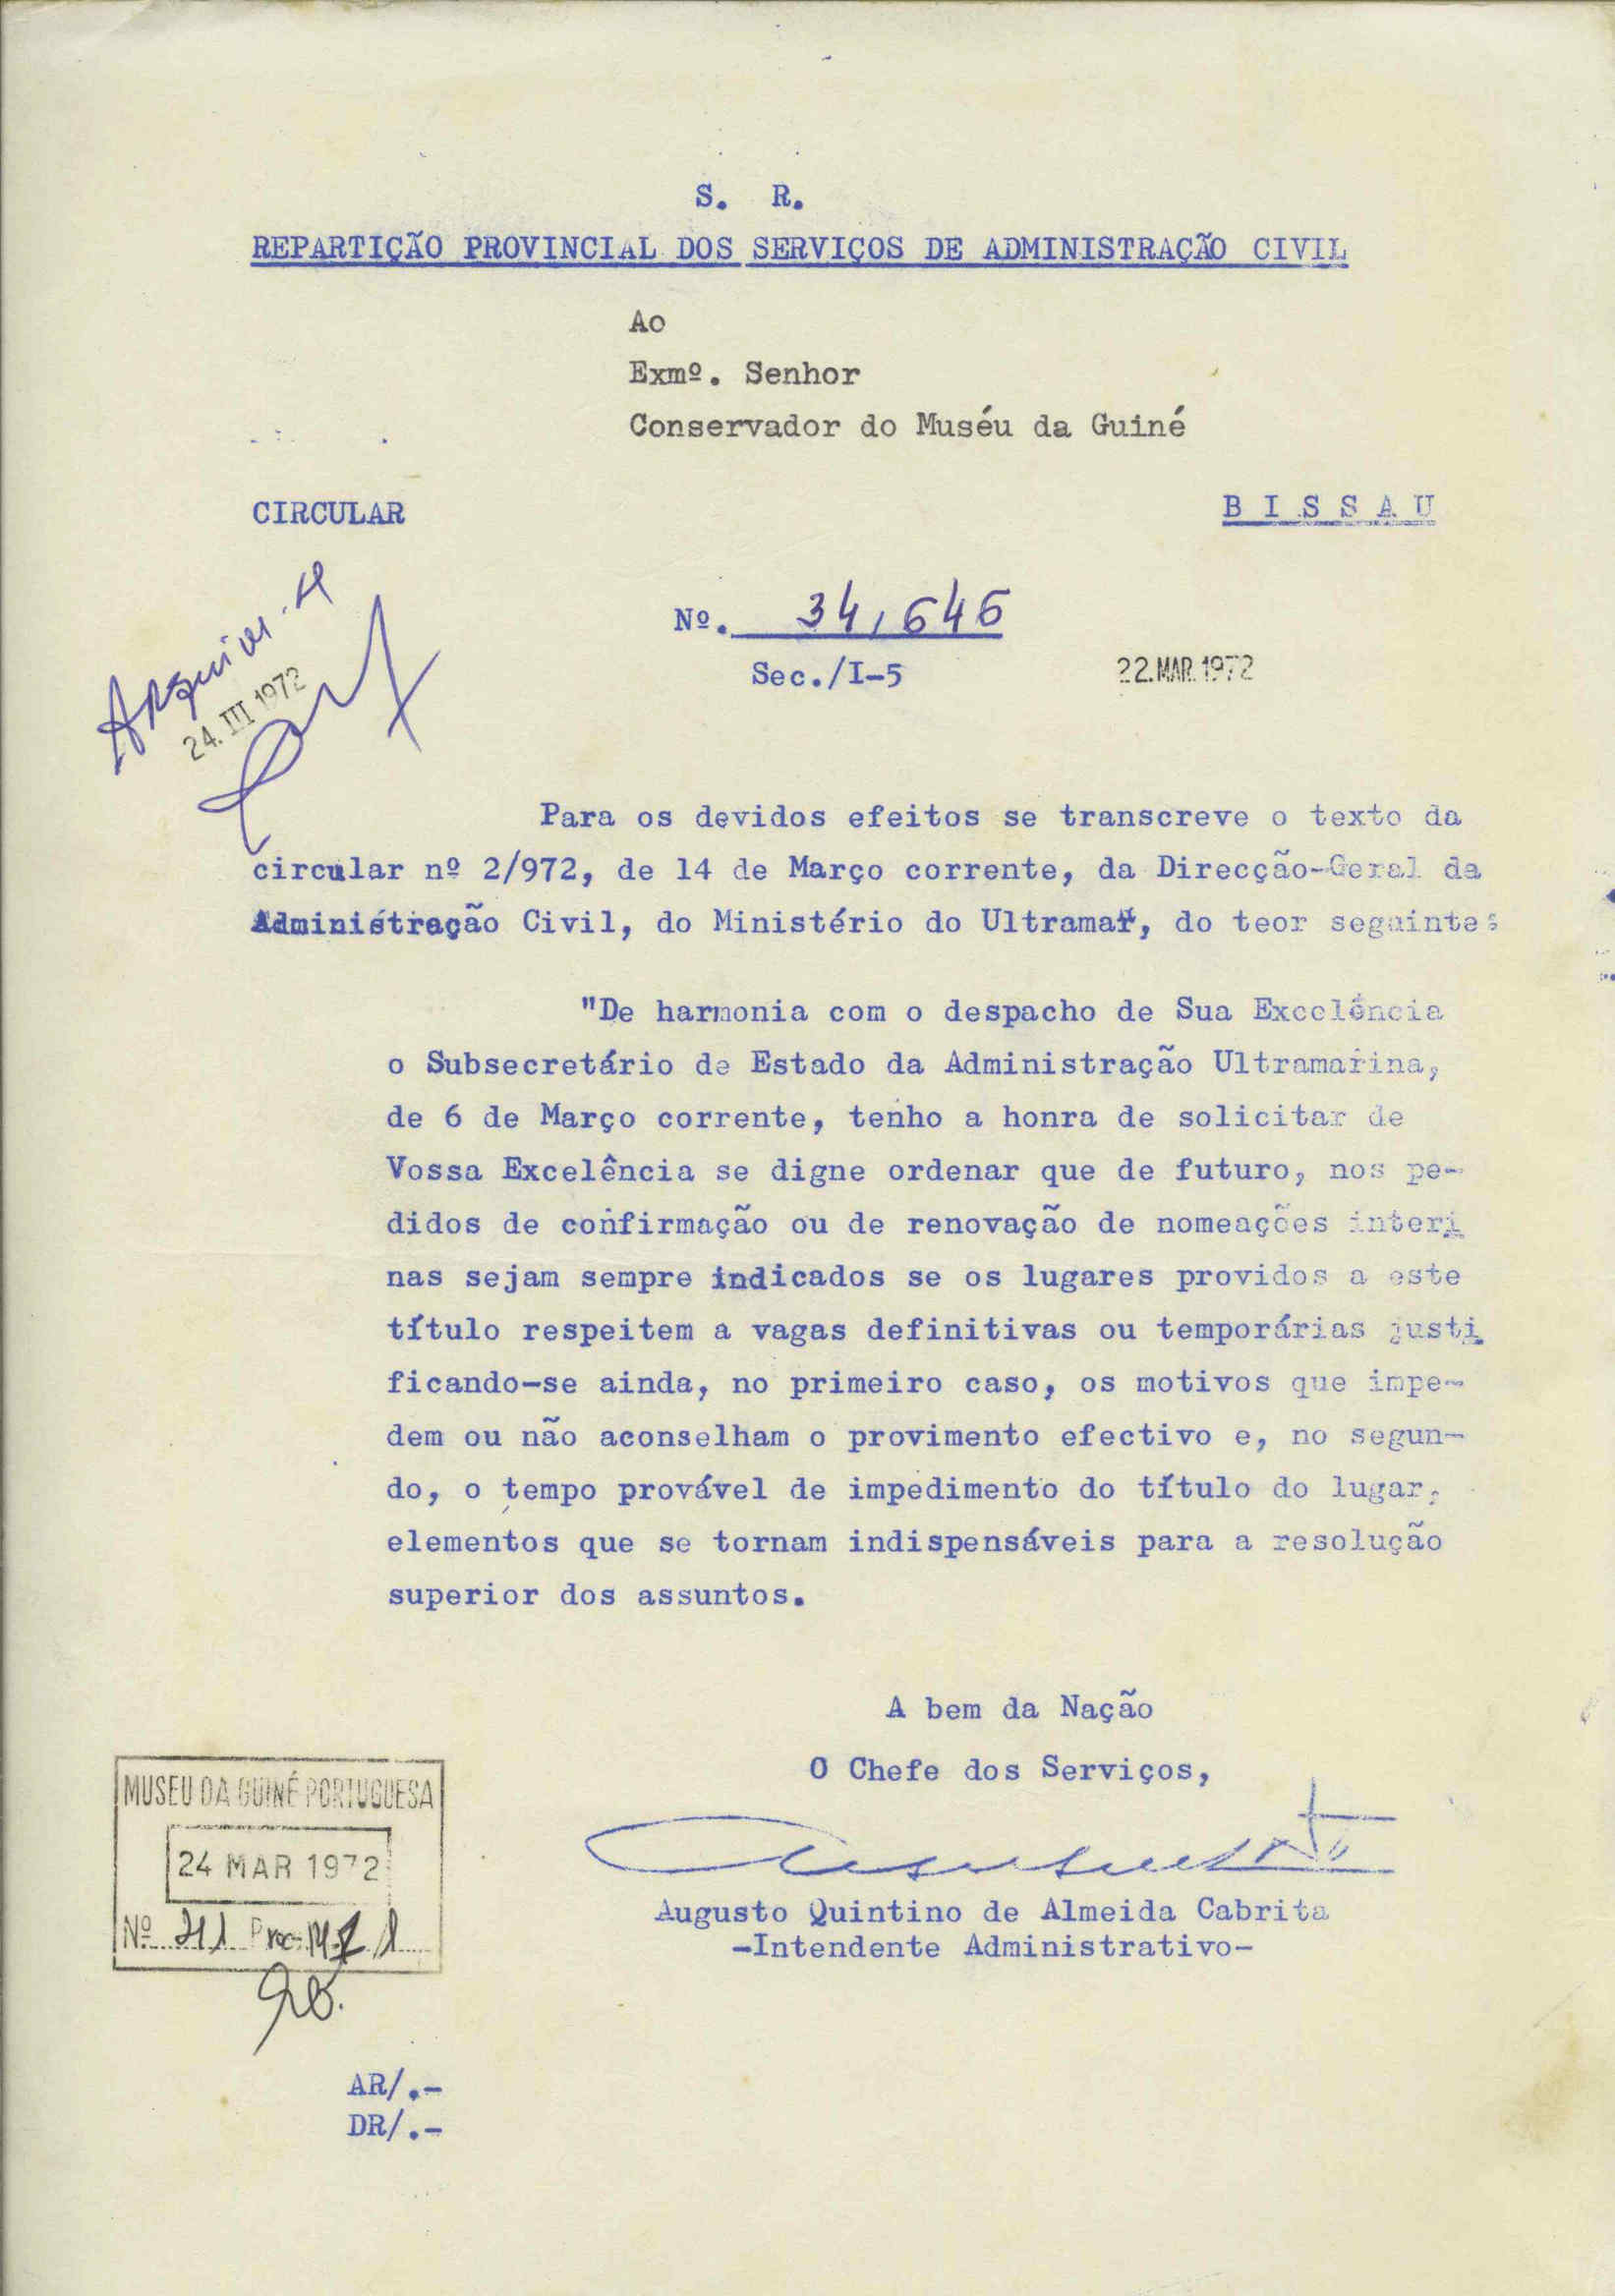 S. R.
REPARTIÇÃO PROVINCIAL DOS SERVIÇOS DE ADMINISTRAÇÃO CIVIL
Ao
Exmº. Senhor
Conservador do Muséu da Guiné
CIRCULAR
BISSAU
Nº. 34,646
Sec./I-5
22.MAR.1972
24.III 1972
Para os devidos efeitos se transcreve o texto da
circular nº 2/972, de 14 de Março corrente, da Direcção-Geral da
Administração Civil, do Ministério do Ultramar, do teor seguinte:
"De harmonia com o despacho de Sua Excelência
o Subsecretário de Estado da Administração Ultramarina,
de 6 de Março corrente, tenho a honra de solicitar de
Vossa Excelência se digne ordenar que de futuro, nos pe-
didos de confirmação ou de renovação de nomeações interi
nas sejam sempre indicados se os lugares providos a este
título respeitem a vagas definitivas ou temporárias justi
ficando-se ainda, no primeiro caso, os motivos que impe-
dem ou não aconselham o provimento efectivo e, no segun-
do, o tempo provável de impedimento do título do lugar,
elementos que se tornam indispensáveis para a resolução
superior dos assuntos.
A bem da Nação
O Chefe dos Serviços,
Augusto Quintino de Almeida Cabrita
-Intendente Administrativo-
MUSEU DA GUINÉ PORTUGUESA
24 MAR 1972
Nº 211 Proc.
AR/.-
DR/.-